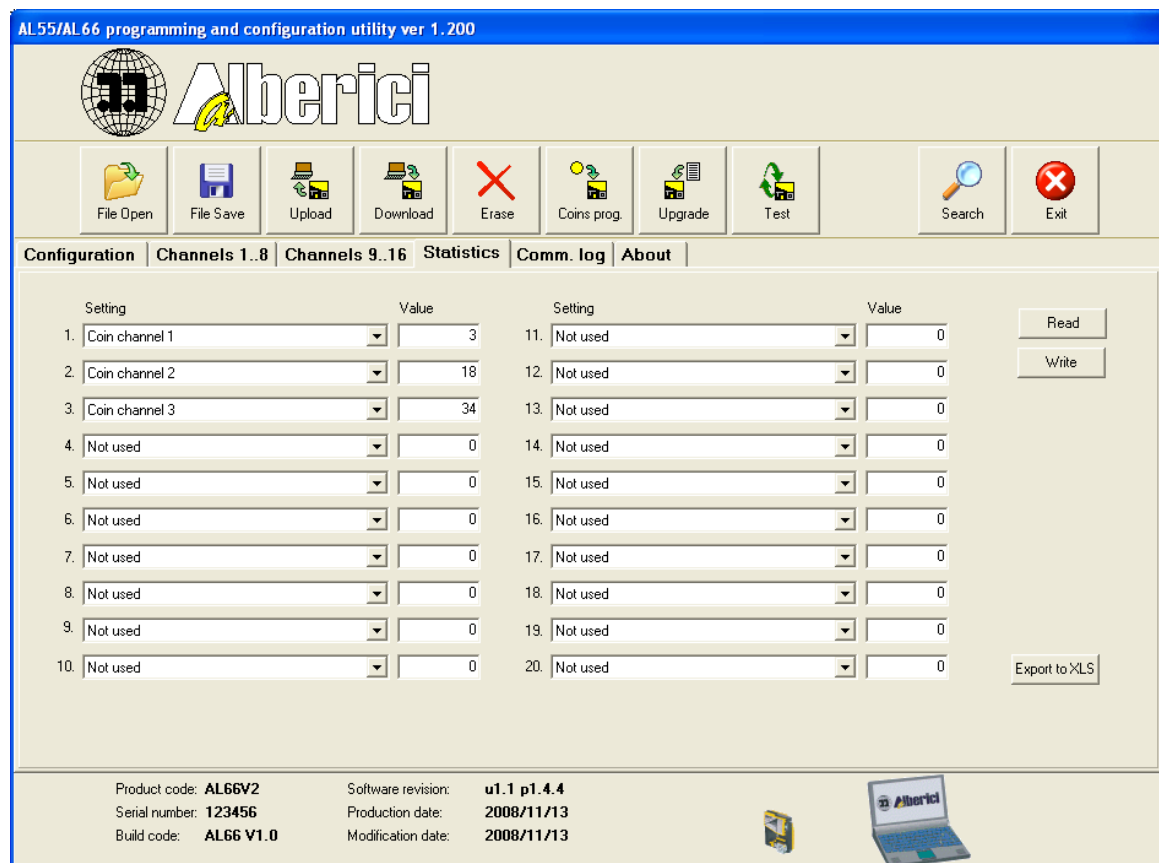 AL55/AL66 programming and configuration utility ver 1.200
Alberici
File Open File Save Upload Download Erase Coins prog. Upgrade Test Search Exit
Configuration Channels 1..8 Channels 9..16 Statistics Comm. log About
Setting Value Setting Value
1. Coin channel 1 3 11. Not used 0 Read
2. Coin channel 2 18 12. Not used 0 Write
3. Coin channel 3 34 13. Not used 0
4. Not used 0 14. Not used 0
5. Not used 0 15. Not used 0
6. Not used 0 16. Not used 0
7. Not used 0 17. Not used 0
8. Not used 0 18. Not used 0
9. Not used 0 19. Not used 0
10. Not used 0 20. Not used 0 Export to XLS
Product code: AL66V2 Software revision: u1.1 p1.4.4
Serial number: 123456 Production date: 2008/11/13
Build code: AL66 V1.0 Modification date: 2008/11/13
Alberici